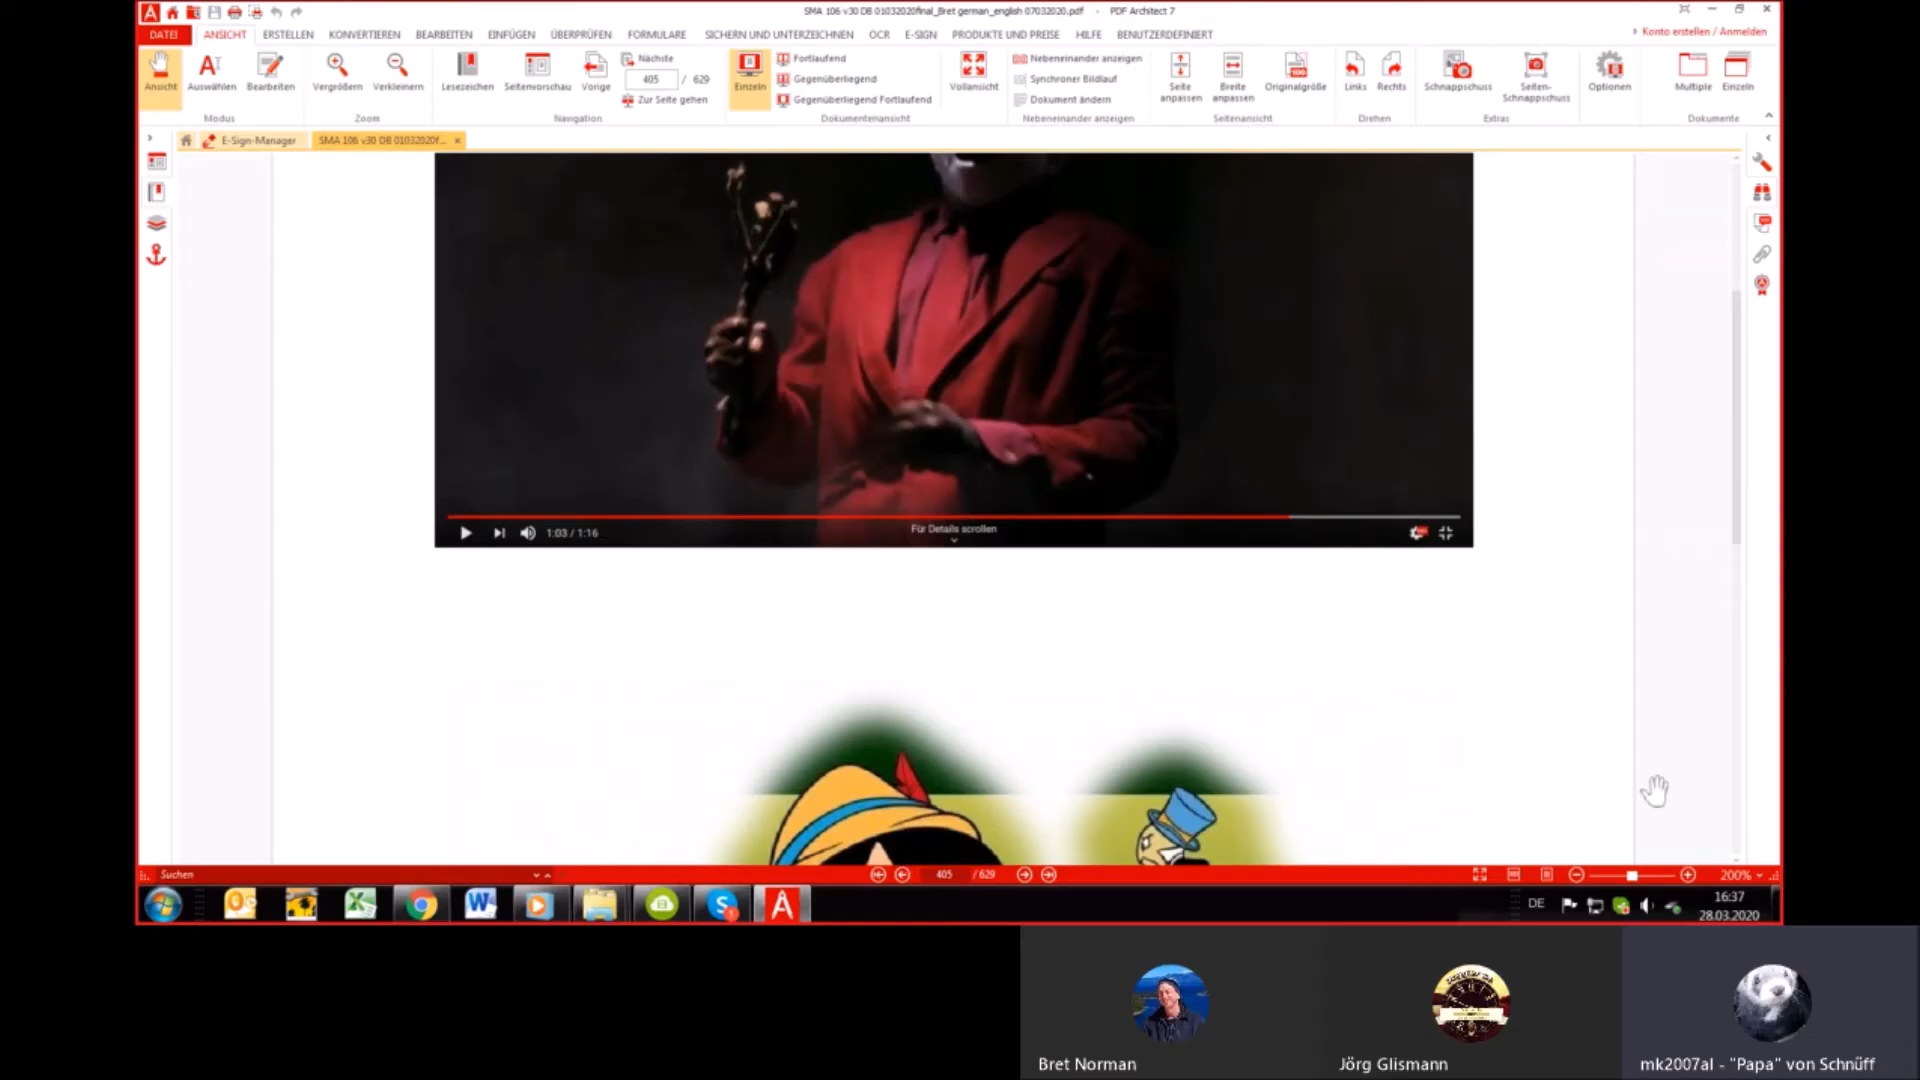 SMA 106 v30 DB 01032020final_Bret german_english 07032020.pdf - PDF Architect 7
DATEI ANSICHT ERSTELLEN KONVERTIEREN BEARBEITEN EINFÜGEN ÜBERPRÜFEN FORMULARE SICHERN UND UNTERZEICHNEN OCR E-SIGN PRODUKTE UND PREISE HILFE BENUTZERDEFINIERT
Konto erstellen / Anmelden
Ansicht Auswählen Bearbeiten
Modus
Vergrößern Verkleinern
Zoom
Lesezeichen Seitenvorschau Vorige
Nächste
405 / 629
Zur Seite gehen
Navigation
Einzeln
Fortlaufend
Gegenüberliegend
Gegenüberliegend Fortlaufend
Vollansicht
Dokumentenansicht
Nebeneinander anzeigen
Synchroner Bildlauf
Dokument ändern
Nebeneinander anzeigen
Seite anpassen
Breite anpassen
Originalgröße
Seitenansicht
Links Rechts
Drehen
Schnappschuss
Seiten-
Schnappschuss
Optionen
Extras
Multiple Einzeln
Dokumente
E-Sign-Manager
SMA 106 v30 DB 01032020f... ×
1:03 / 1:16
Für Details scrollen
Suchen
405 / 629
200%
DE
16:37
28.03.2020
Bret Norman
Jörg Glismann
mk2007al - "Papa" von Schnüff